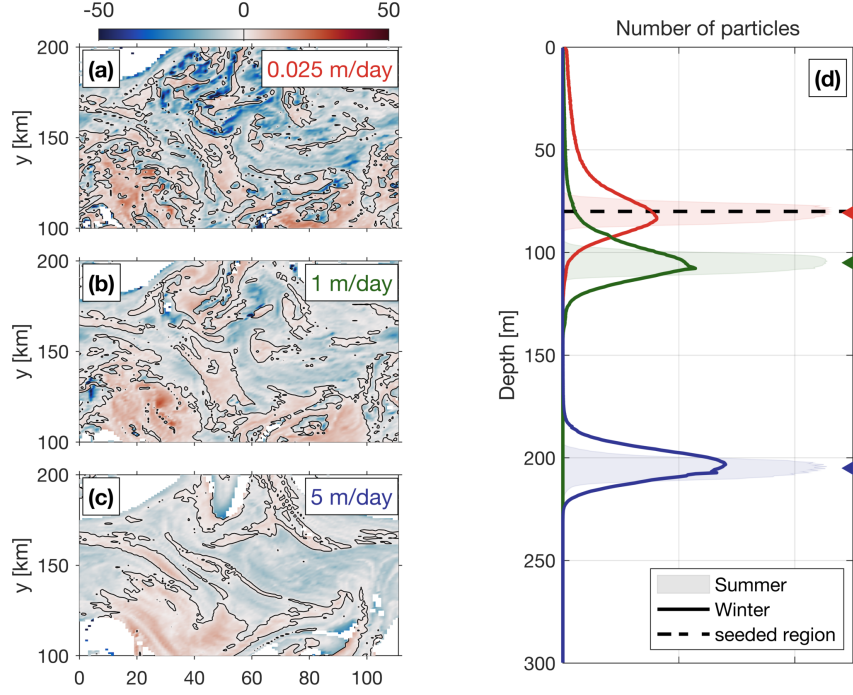 -50 0 50
200
(a)
0.025 m/day
y [km]
150
100
200
(b)
1 m/day
y [km]
150
100
200
(c)
5 m/day
y [km]
150
100
0 20 40 60 80 100
Number of particles
(d)
0
50
100
150
200
250
300
Depth [m]
Summer
Winter
seeded region